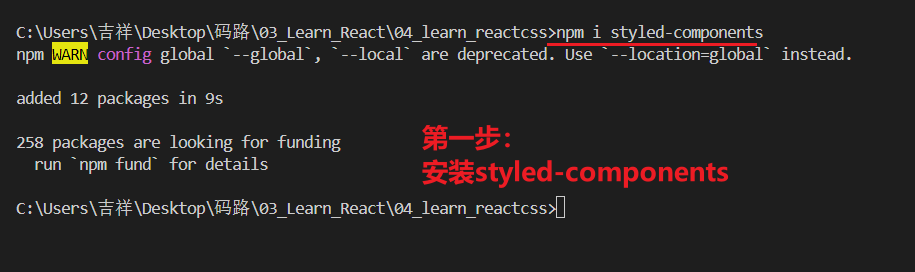 C:\Users\吉祥\Desktop\码路\03_Learn_React\04_learn_reactcss>npm i styled-components
npm WARN config global `--global`, `--local` are deprecated. Use `--location=global` instead.
added 12 packages in 9s
258 packages are looking for funding
  run `npm fund` for details
第一步：
安装styled-components
C:\Users\吉祥\Desktop\码路\03_Learn_React\04_learn_reactcss>